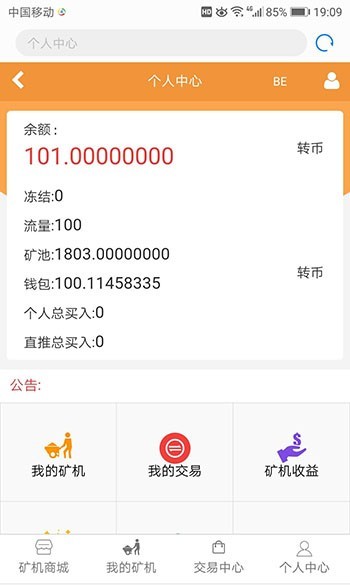 中国移动 HD 4G 85% 19:09
个人中心
个人中心 BE
余额：
101.00000000 转币
冻结:0
流量:100
矿池:1803.00000000
钱包:100.11458335 转币
个人总买入:0
直推总买入:0
公告:
我的矿机 我的交易 矿机收益
矿机商城 我的矿机 交易中心 个人中心